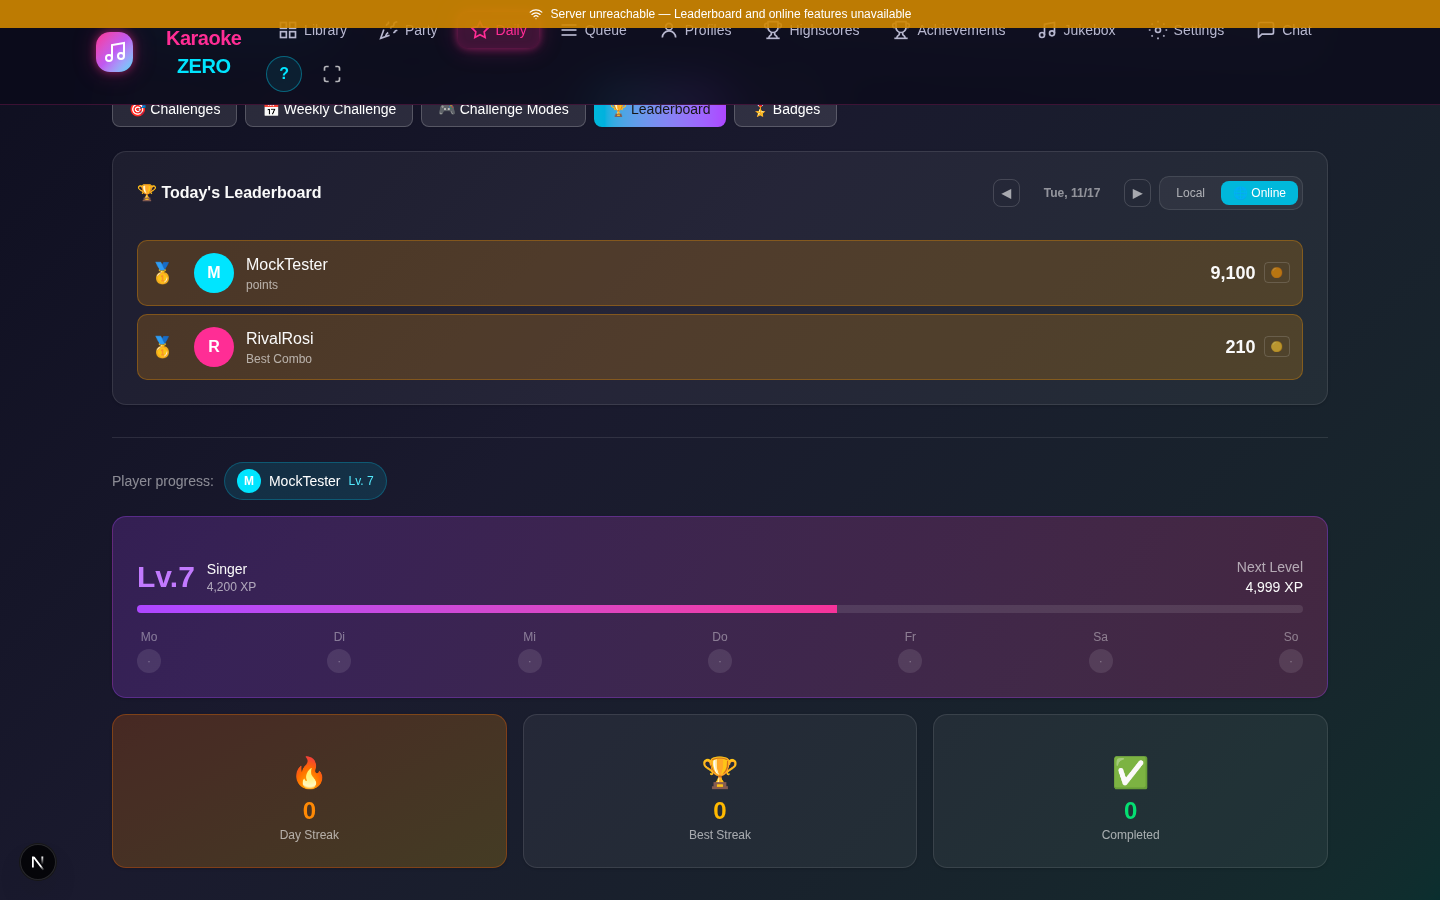 Server unreachable — Leaderboard and online features unavailable
Karaoke
ZERO
Library
Party
Daily
Queue
Profiles
Highscores
Achievements
Jukebox
Settings
Chat
?
Challenges
Weekly Challenge
Challenge Modes
Leaderboard
Badges
Today's Leaderboard
◀
Tue, 11/17
▶
Local
Online
M
MockTester
points
9,100
R
RivalRosi
Best Combo
210
Player progress:
M
MockTester
Lv. 7
Lv.7
Singer
4,200 XP
Next Level
4,999 XP
Mo
Di
Mi
Do
Fr
Sa
So
0
Day Streak
0
Best Streak
0
Completed
N